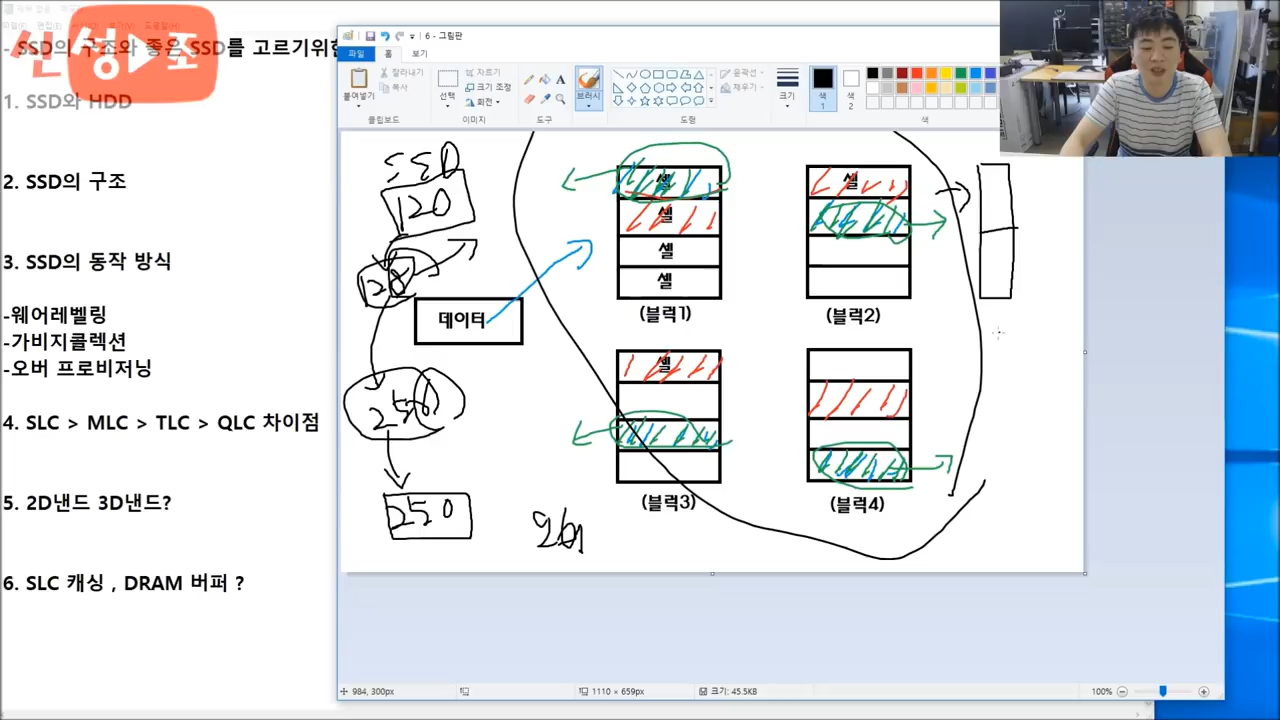 신성조
- SSD의 구조와 좋은 SSD를 고르기위한
1. SSD와 HDD
2. SSD의 구조
3. SSD의 동작 방식
-웨어레벨링
-가비지콜렉션
-오버 프로비저닝
4. SLC > MLC > TLC > QLC 차이점
5. 2D낸드 3D낸드?
6. SLC 캐싱 , DRAM 버퍼 ?
6 - 그림판
파일 홈 보기
붙여넣기
잘라내기
복사
클립보드
선택
자르기
크기 조정
회전
이미지
도구
브러시
도형
윤곽선
채우기
크기
색 1
색 2
색
SSD
120
128
256
250
데이터
셀
셀
셀
셀
(블럭1)
셀
(블럭2)
셀
(블럭3)
(블럭4)
오버
984, 300px
1110 × 659px
크기: 45.5KB
100%